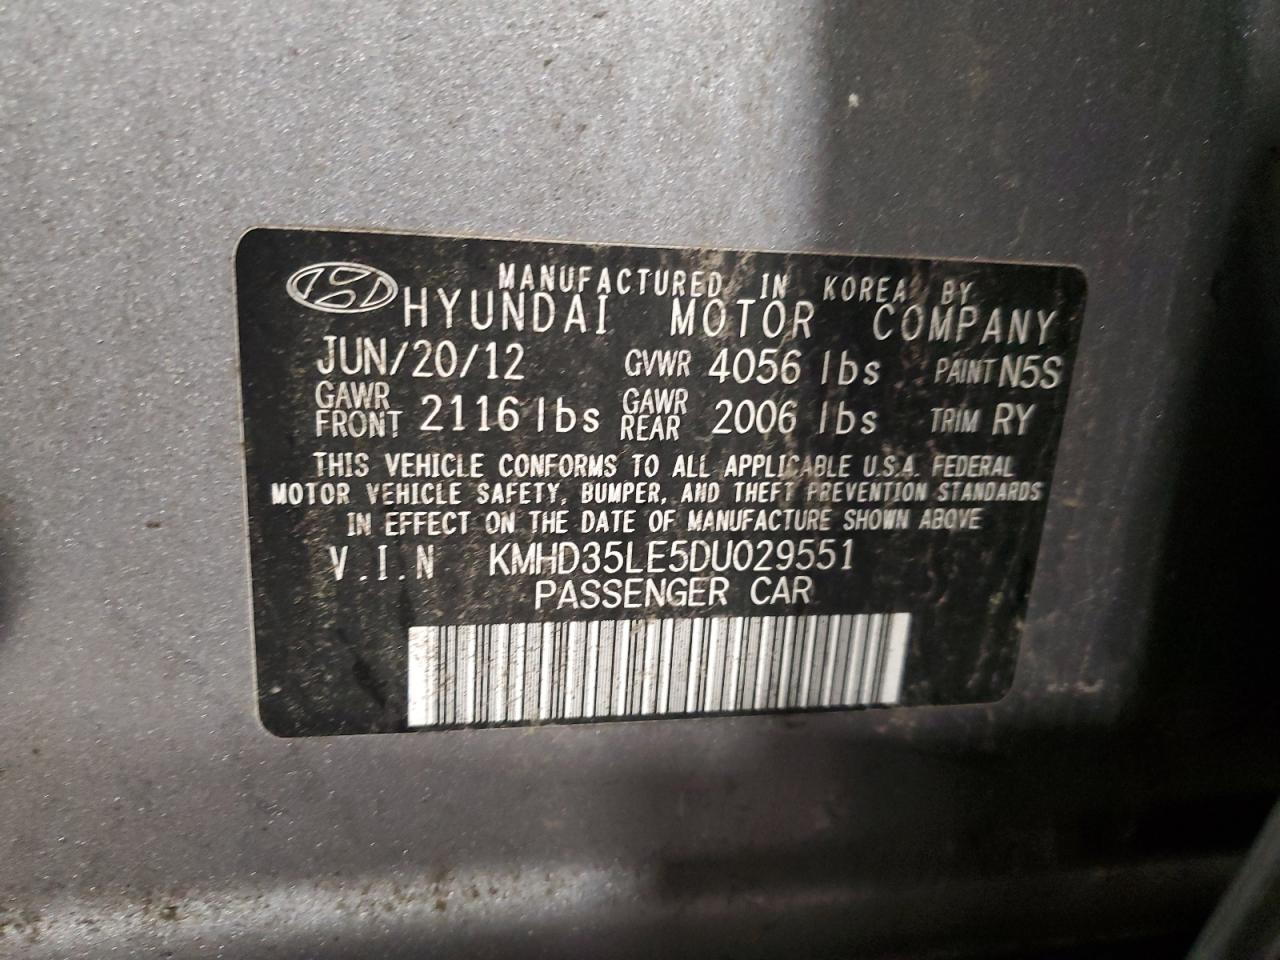 MANUFACTURED IN KOREA BY
HYUNDAI MOTOR COMPANY
JUN/20/12 GVWR 4056 lbs PAINT N5S
GAWR FRONT 2116 lbs GAWR REAR 2006 lbs TRIM RY
THIS VEHICLE CONFORMS TO ALL APPLICABLE U.S.A. FEDERAL
MOTOR VEHICLE SAFETY, BUMPER, AND THEFT PREVENTION STANDARDS
IN EFFECT ON THE DATE OF MANUFACTURE SHOWN ABOVE
V.I.N KMHD35LE5DU029551
PASSENGER CAR